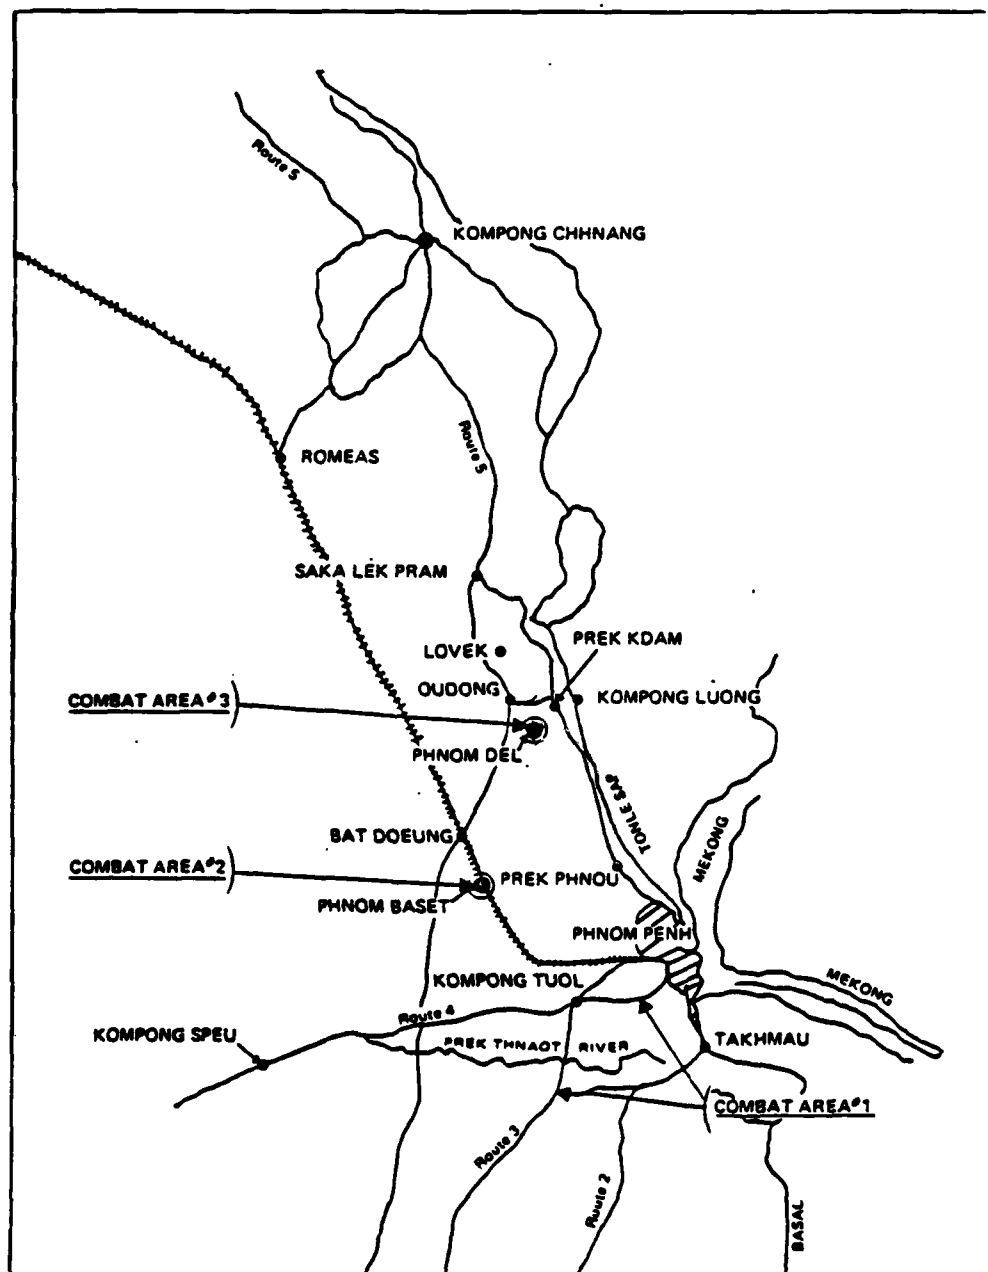 Route 5
KOMPONG CHHNANG
Route 5
ROMEAS
SAKA LEK PRAM
PREK KDAM
LOVEK
OUDONG
KOMPONG LUONG
COMBAT AREA #3
PHNOM DEL
TONLE SAP
MEKONG
BAT DOEUNG
COMBAT AREA #2
PREK PHNOU
PHNOM BASET
PHNOM PENH
KOMPONG TUOL
MEKONG
Route 4
KOMPONG SPEU
PREK THNAOT RIVER
TAKHMAU
COMBAT AREA #1
Route 3
Route 2
BASAL